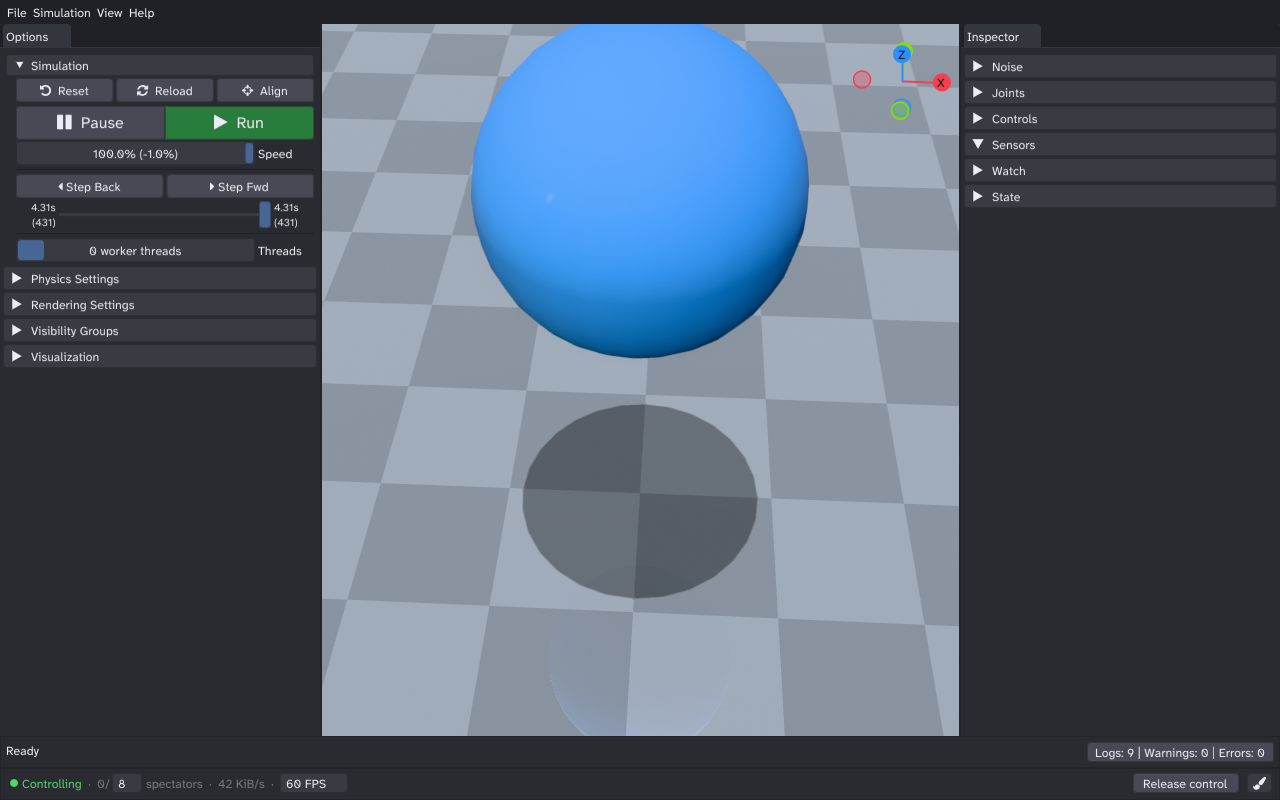 File Simulation View Help
Options
Simulation
Reset Reload Align
Pause Run
100.0% (-1.0%) Speed
Step Back Step Fwd
4.31s 4.31s
(431) (431)
0 worker threads Threads
Physics Settings
Rendering Settings
Visibility Groups
Visualization
Z
X
Inspector
Noise
Joints
Controls
Sensors
Watch
State
Ready
Logs: 9 | Warnings: 0 | Errors: 0
Controlling · 0/ 8 spectators · 42 KiB/s · 60 FPS
Release control